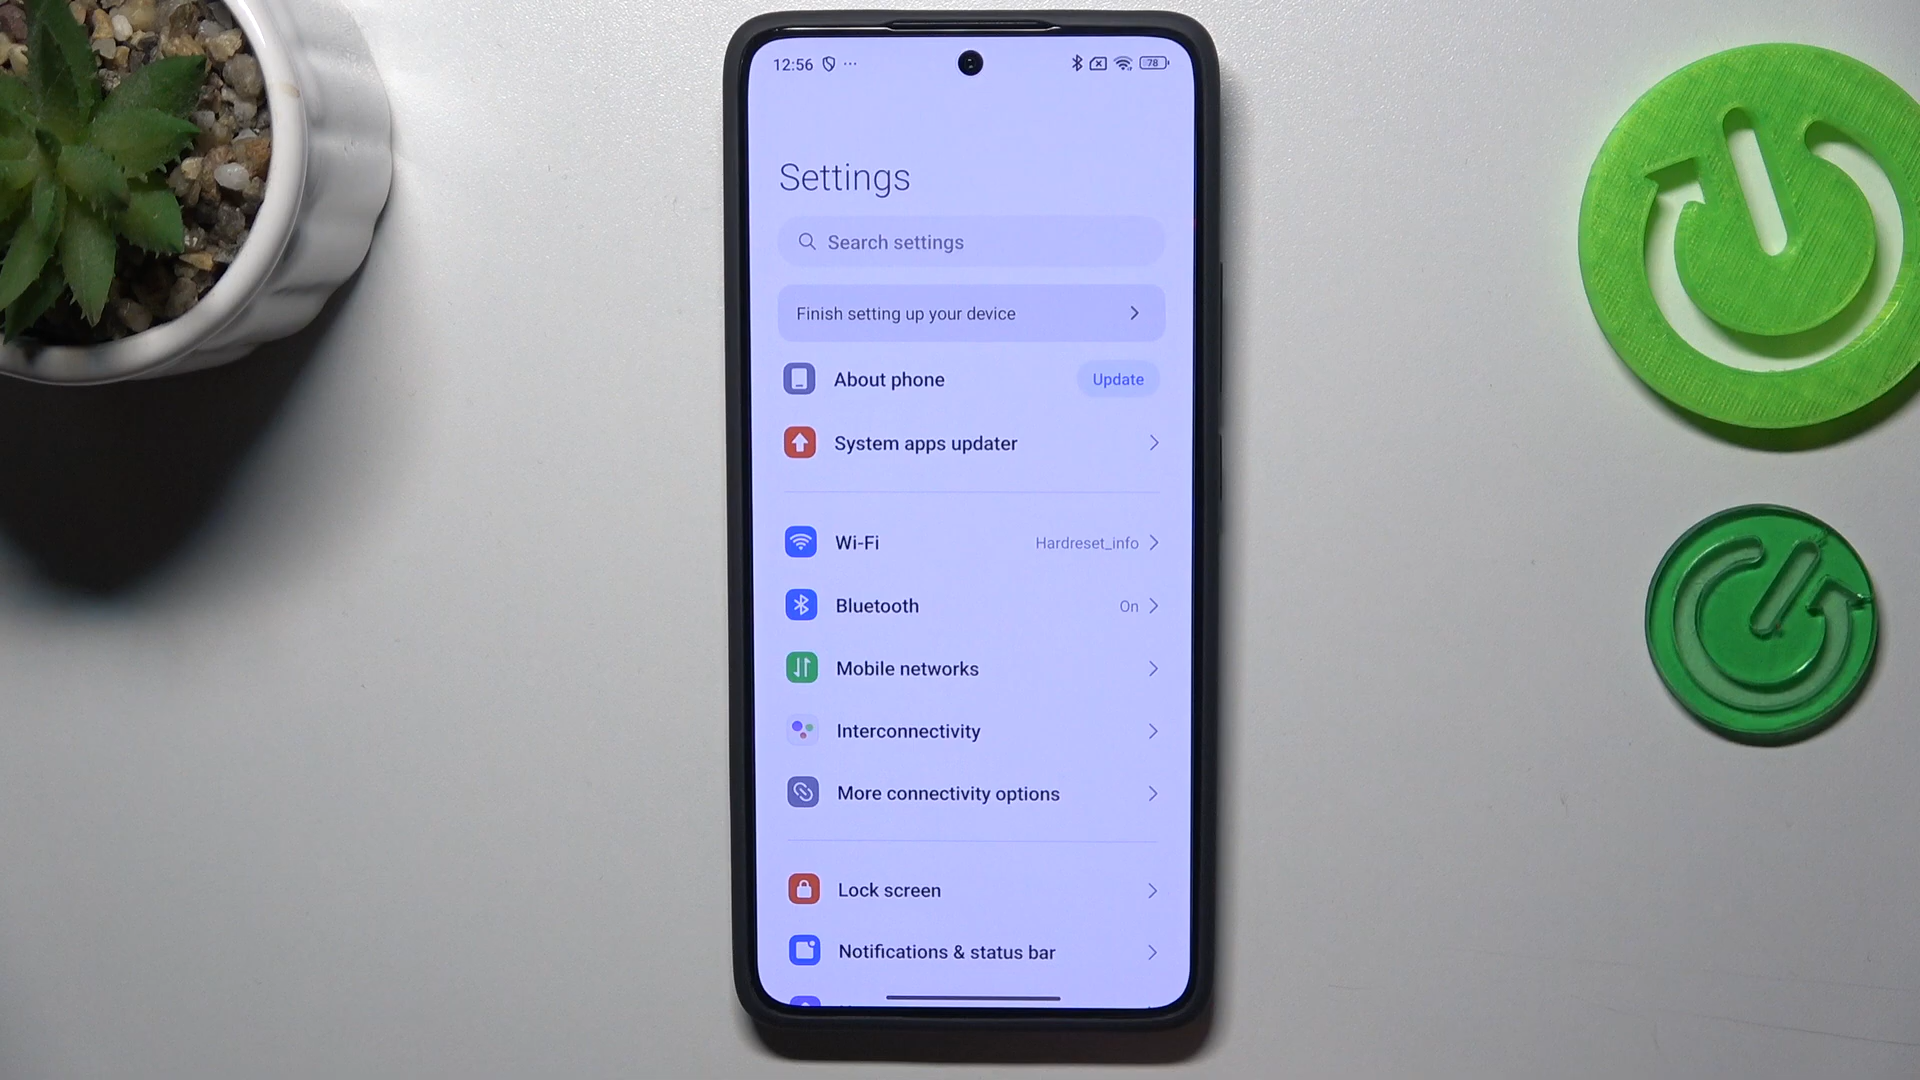 12:56 ... 78
Settings
Search settings
Finish setting up your device
About phone Update
System apps updater
Wi-Fi Hardreset_info
Bluetooth On
Mobile networks
Interconnectivity
More connectivity options
Lock screen
Notifications & status bar